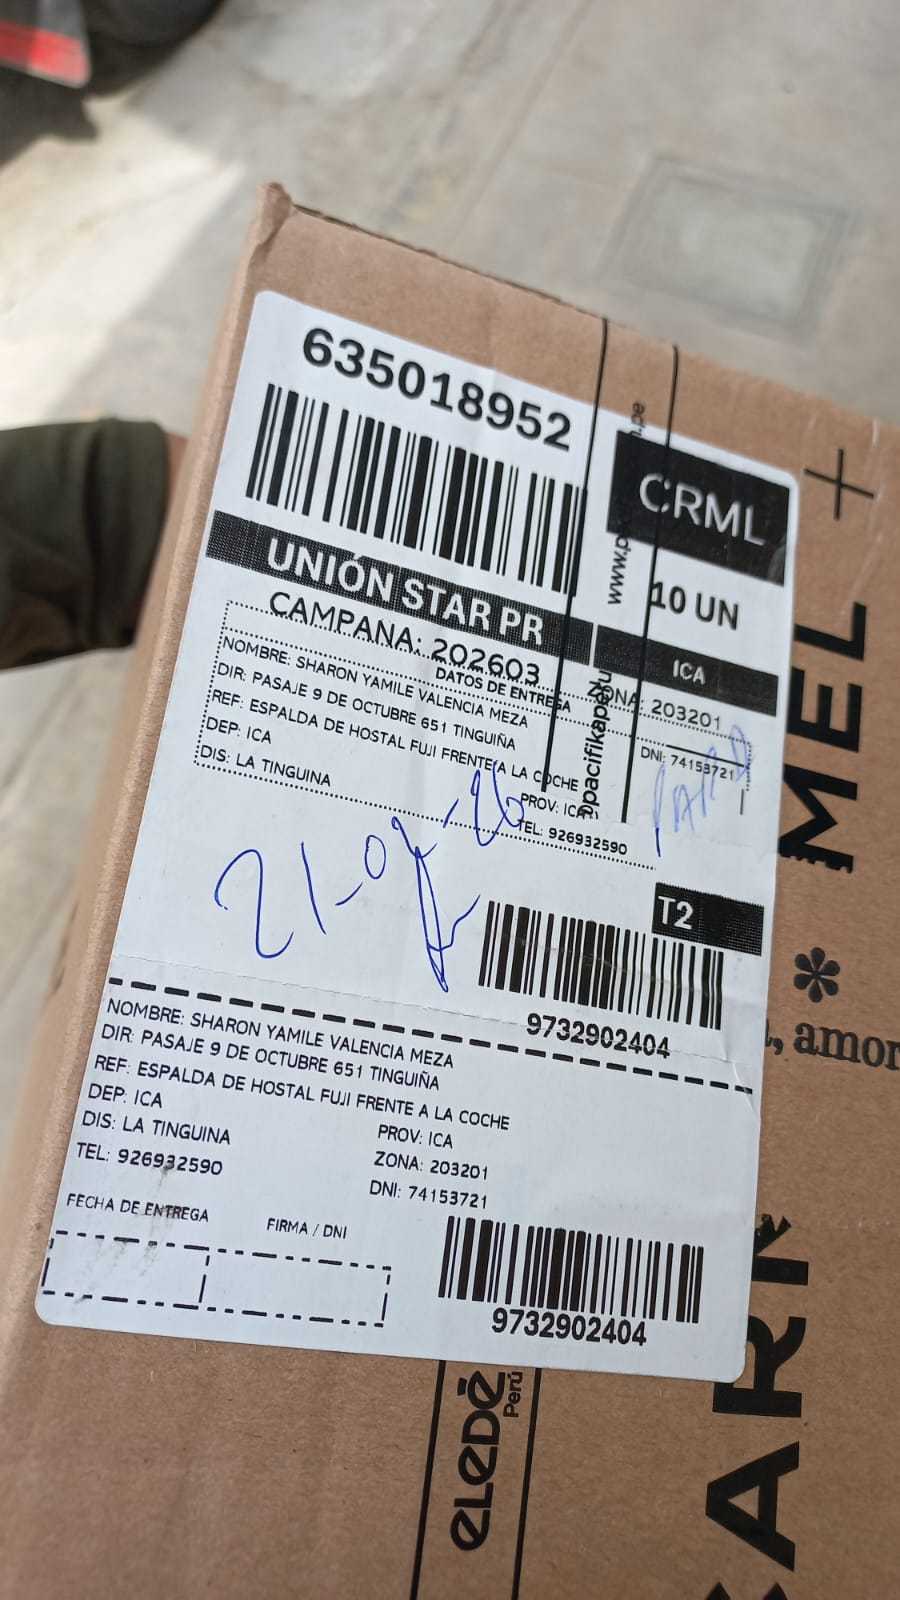 635018952
CRML
10 UN
UNIÓN STAR PR
ICA
CAMPAÑA: 202603
ZONA: 203201
DATOS DE ENTREGA
NOMBRE: SHARON YAMILE VALENCIA MEZA
DNI: 74153721
DIR: PASAJE 9 DE OCTUBRE 651 TINGUIÑA
REF: ESPALDA DE HOSTAL FUJI FRENTE A LA COCHE
DEP: ICA
PROV: ICA
DIS: LA TINGUINA
TEL: 926932590
T2
9732902404
NOMBRE: SHARON YAMILE VALENCIA MEZA
DIR: PASAJE 9 DE OCTUBRE 651 TINGUIÑA
REF: ESPALDA DE HOSTAL FUJI FRENTE A LA COCHE
DEP: ICA
PROV: ICA
DIS: LA TINGUINA
ZONA: 203201
TEL: 926932590
DNI: 74153721
FECHA DE ENTREGA
FIRMA / DNI
9732902404
eLeDé
Perú
MEL
amor